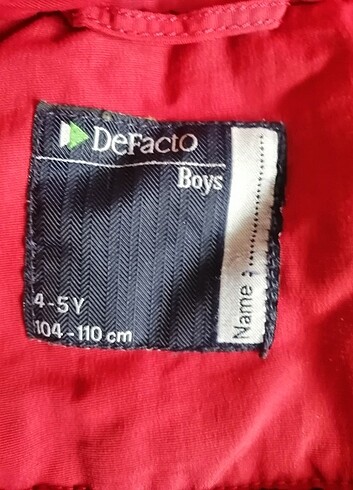 DeFacto
Boys
4-5 Y
104-110 cm
Name :